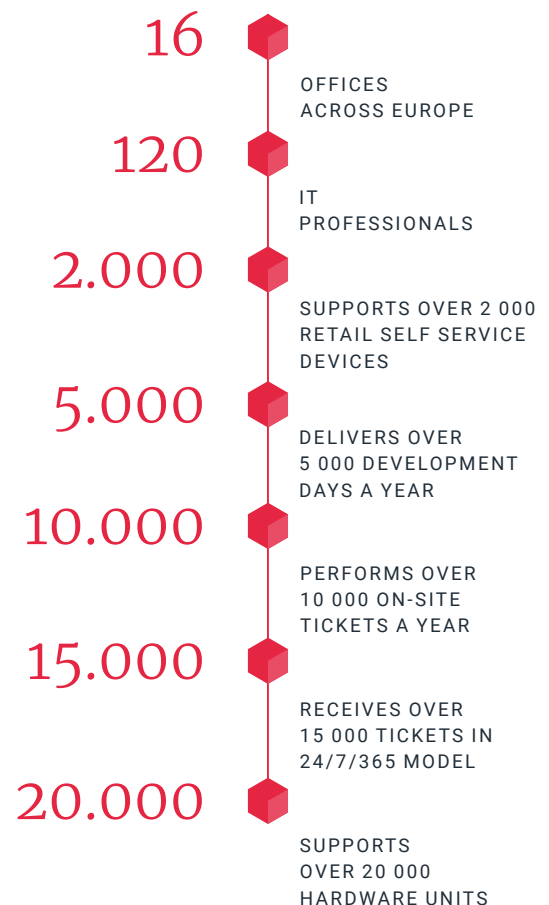 16
OFFICES
ACROSS EUROPE
120
IT
PROFESSIONALS
2.000
SUPPORTS OVER 2 000
RETAIL SELF SERVICE
DEVICES
5.000
DELIVERS OVER
5 000 DEVELOPMENT
DAYS A YEAR
10.000
PERFORMS OVER
10 000 ON-SITE
TICKETS A YEAR
15.000
RECEIVES OVER
15 000 TICKETS IN
24/7/365 MODEL
20.000
SUPPORTS
OVER 20 000
HARDWARE UNITS